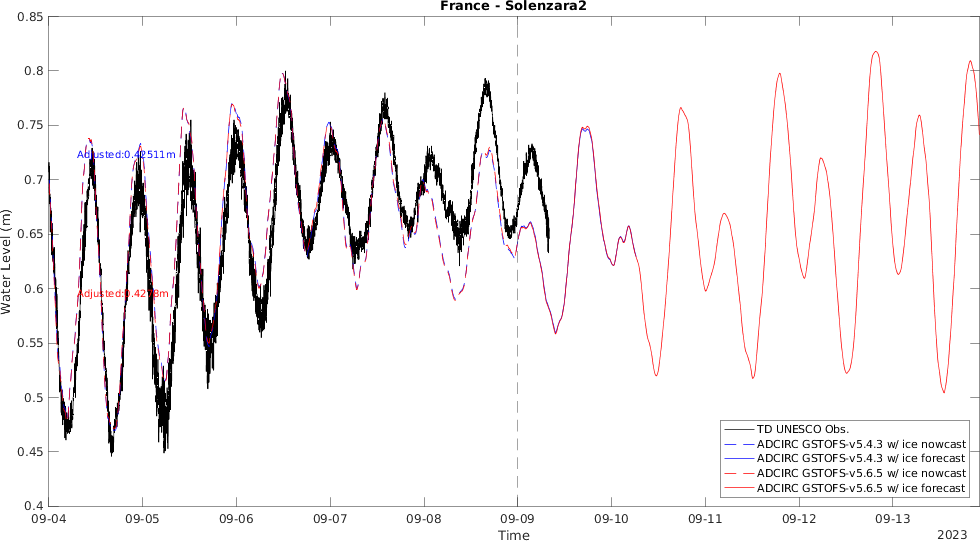 France - Solenzara2
0.85
0.8
0.75
0.7
0.65
0.6
0.55
0.5
0.45
0.4
Water Level (m)
Adjusted:0.42511m
Adjusted:0.4278m
TD UNESCO Obs.
ADCIRC GSTOFS-v5.4.3 w/ ice nowcast
ADCIRC GSTOFS-v5.4.3 w/ ice forecast
ADCIRC GSTOFS-v5.6.5 w/ ice nowcast
ADCIRC GSTOFS-v5.6.5 w/ ice forecast
09-04 09-05 09-06 09-07 09-08 09-09 09-10 09-11 09-12 09-13
Time
2023